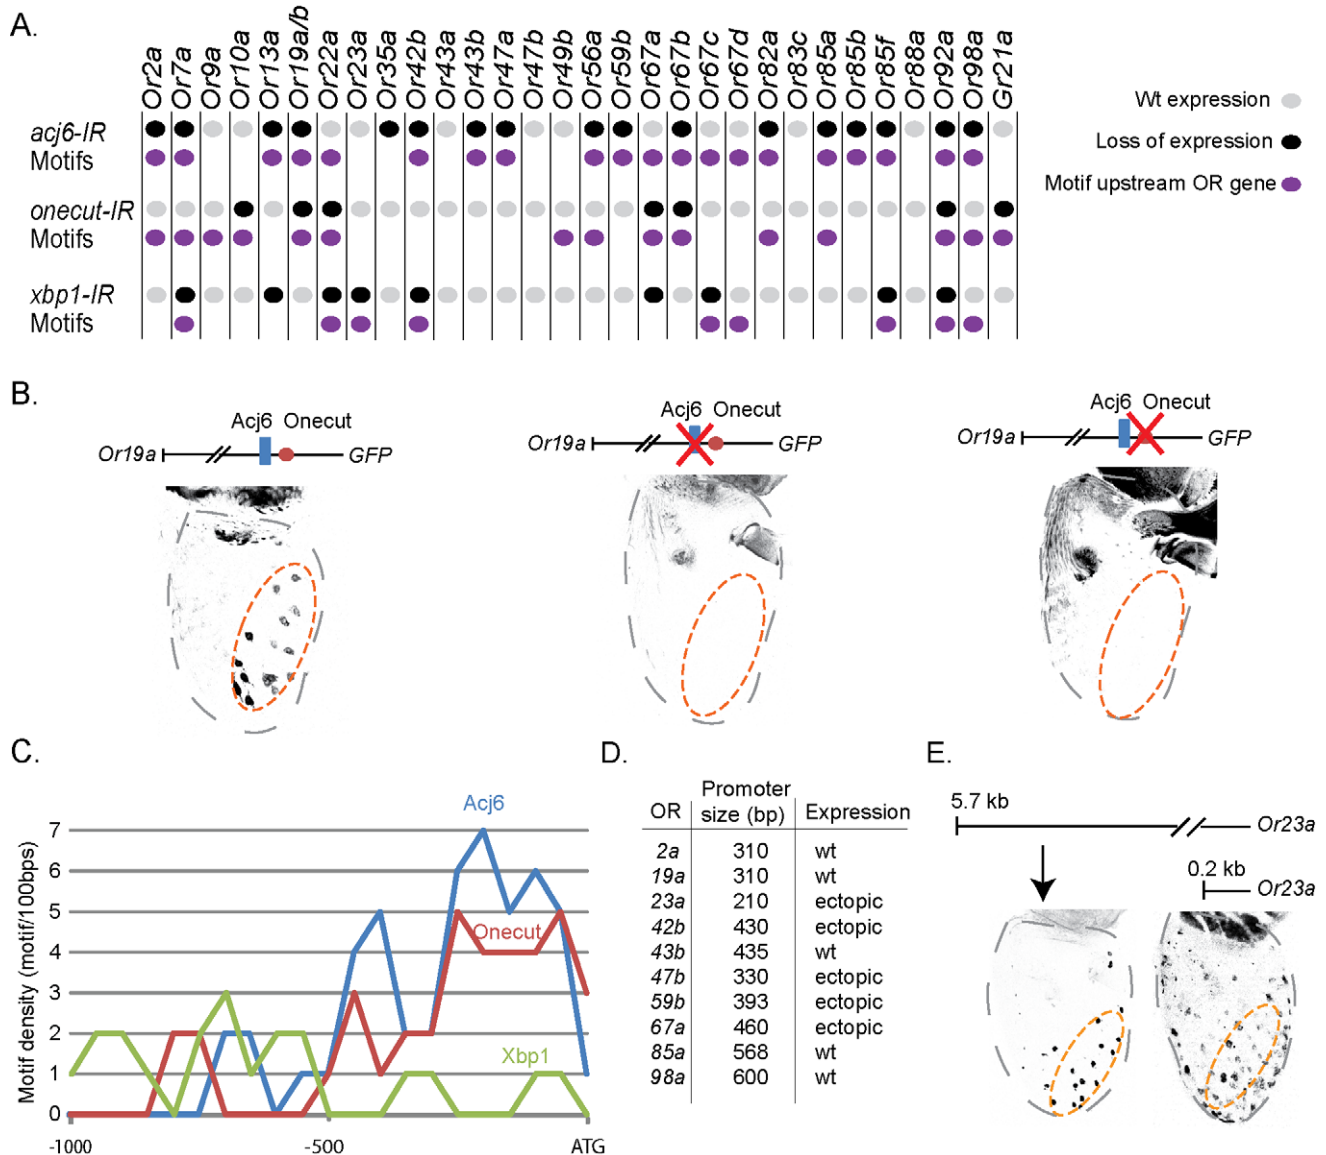 A.
Or2a Or7a Or9a Or10a Or13a Or19a/b Or22a Or23a Or35a Or42b Or43a Or43b Or47a Or47b Or49b Or56a Or59b Or67a Or67b Or67c Or67d Or82a Or83c Or85a Or85b Or85f Or88a Or92a Or98a Gr21a
acj6-IR
Motifs
onecut-IR
Motifs
xbp1-IR
Motifs
Wt expression
Loss of expression
Motif upstream OR gene
B.
Acj6 Onecut
Or19a GFP
Acj6 Onecut
Or19a GFP
Acj6 Onecut
Or19a GFP
C.
Motif density (motif/100bps)
7
6
5
4
3
2
1
0
Acj6
Onecut
Xbp1
-1000 -500 ATG
D.
OR Promoter size (bp) Expression
2a 310 wt
19a 310 wt
23a 210 ectopic
42b 430 ectopic
43b 435 wt
47b 330 ectopic
59b 393 ectopic
67a 460 ectopic
85a 568 wt
98a 600 wt
E.
5.7 kb
Or23a
0.2 kb
Or23a